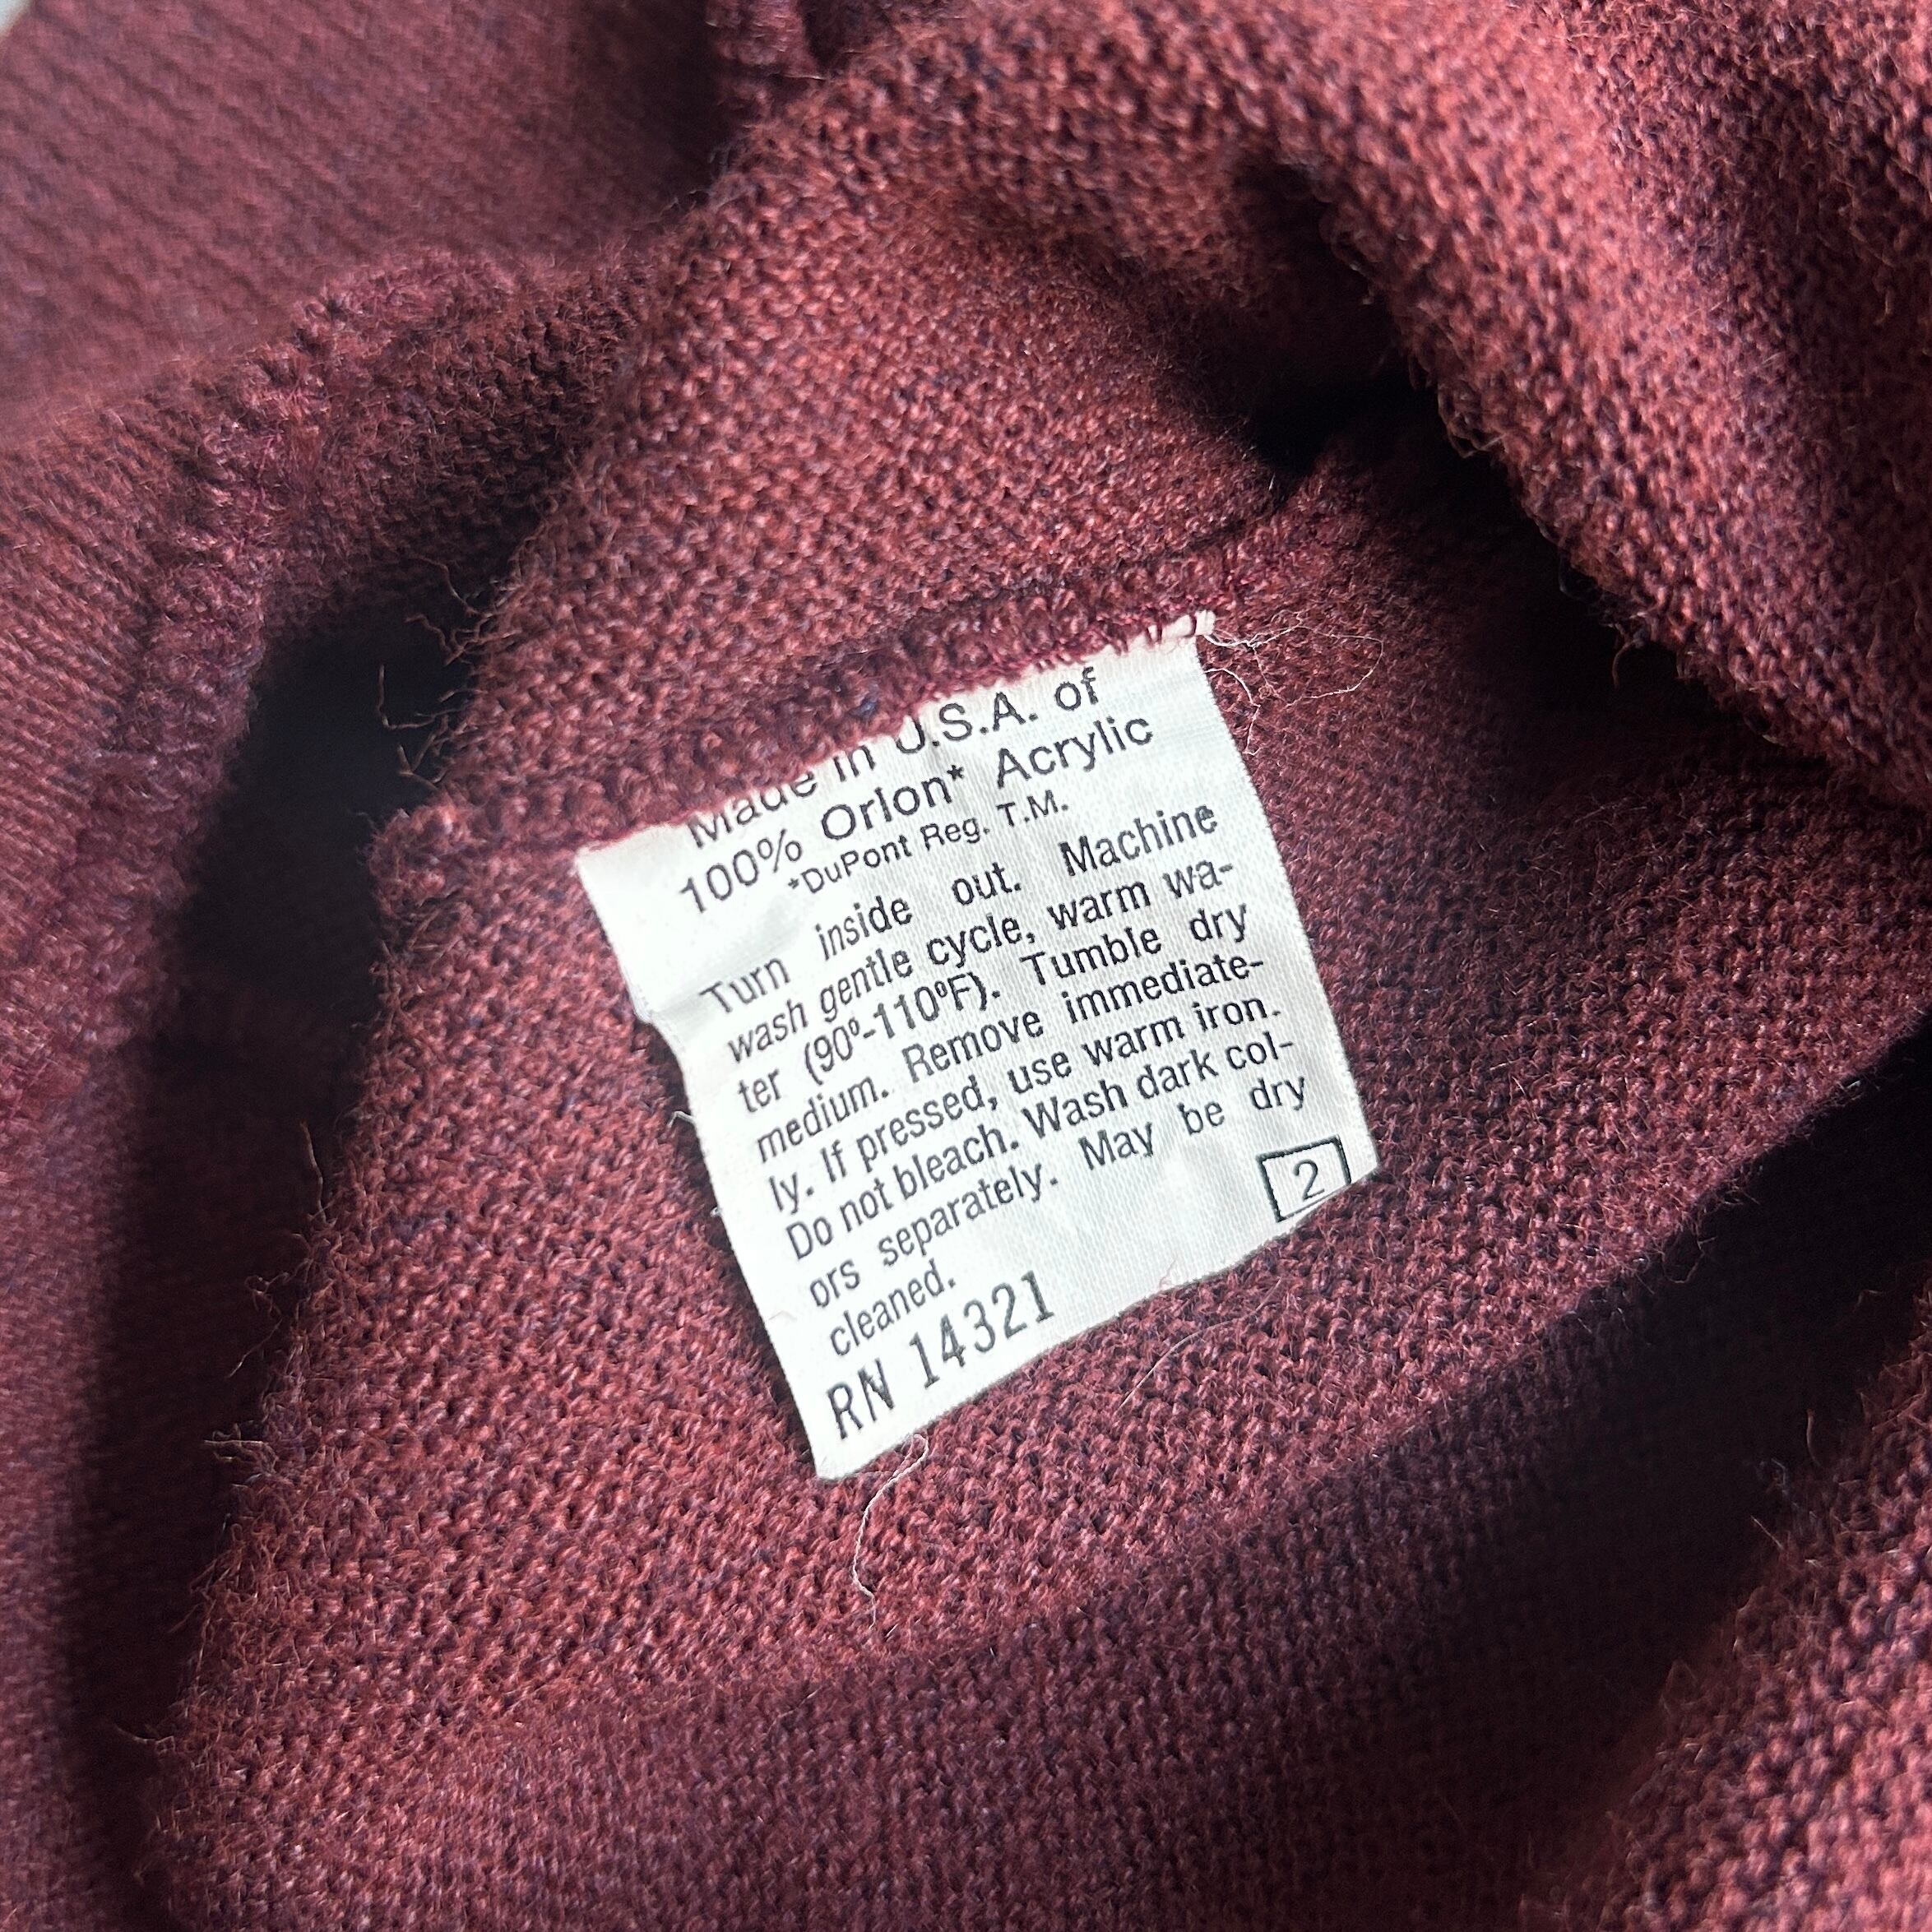 Made in U.S.A. of
100% Orlon* Acrylic
*DuPont Reg. T.M.
Turn inside out. Machine
wash gentle cycle, warm wa-
ter (90º-110ºF). Tumble dry
medium. Remove immediate-
ly. If pressed, use warm iron.
Do not bleach. Wash dark col-
ors separately. May be dry
cleaned.
2
RN 14321